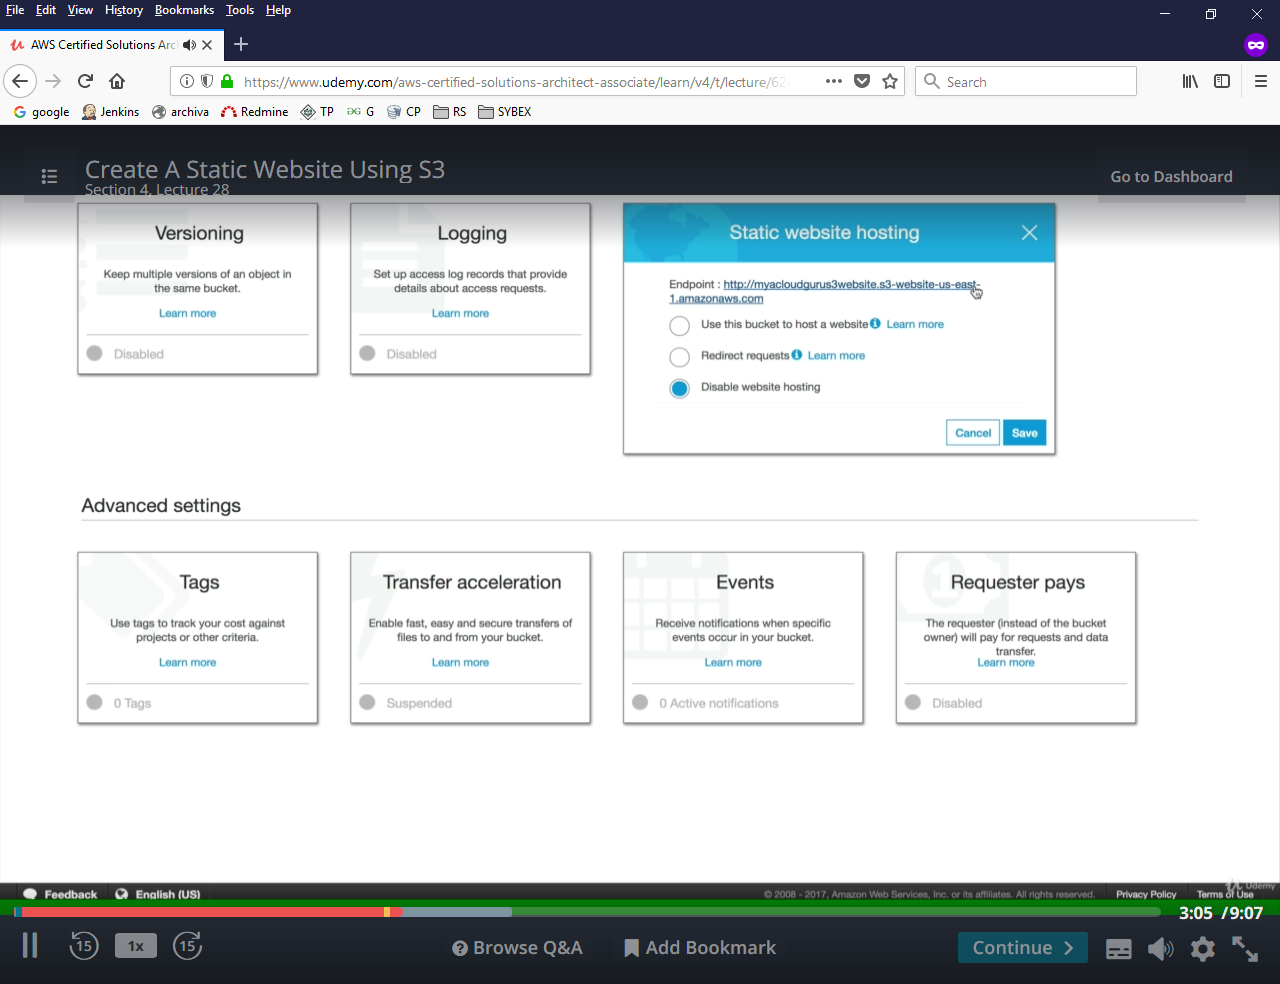 File Edit View History Bookmarks Tools Help
AWS Certified Solutions Arc
https://www.udemy.com/aws-certified-solutions-architect-associate/learn/v4/t/lecture/62
Search
google Jenkins archiva Redmine TP G CP RS SYBEX
Create A Static Website Using S3
Section 4, Lecture 28
Go to Dashboard
Versioning
Keep multiple versions of an object in
the same bucket.
Learn more
Disabled
Logging
Set up access log records that provide
details about access requests.
Learn more
Disabled
Static website hosting
Endpoint : http://myacloudgurus3website.s3-website-us-east-
1.amazonaws.com
Use this bucket to host a website Learn more
Redirect requests Learn more
Disable website hosting
Cancel Save
Advanced settings
Tags
Use tags to track your cost against
projects or other criteria.
Learn more
0 Tags
Transfer acceleration
Enable fast, easy and secure transfers of
files to and from your bucket.
Learn more
Suspended
Events
Receive notifications when specific
events occur in your bucket.
Learn more
0 Active notifications
Requester pays
The requester (instead of the bucket
owner) will pay for requests and data
transfer.
Learn more
Disabled
Feedback English (US) © 2008 - 2017, Amazon Web Services, Inc. or its affiliates. All rights reserved. Privacy Policy Terms of Use
Udemy
3:05 /9:07
15 1x 15 Browse Q&A Add Bookmark Continue